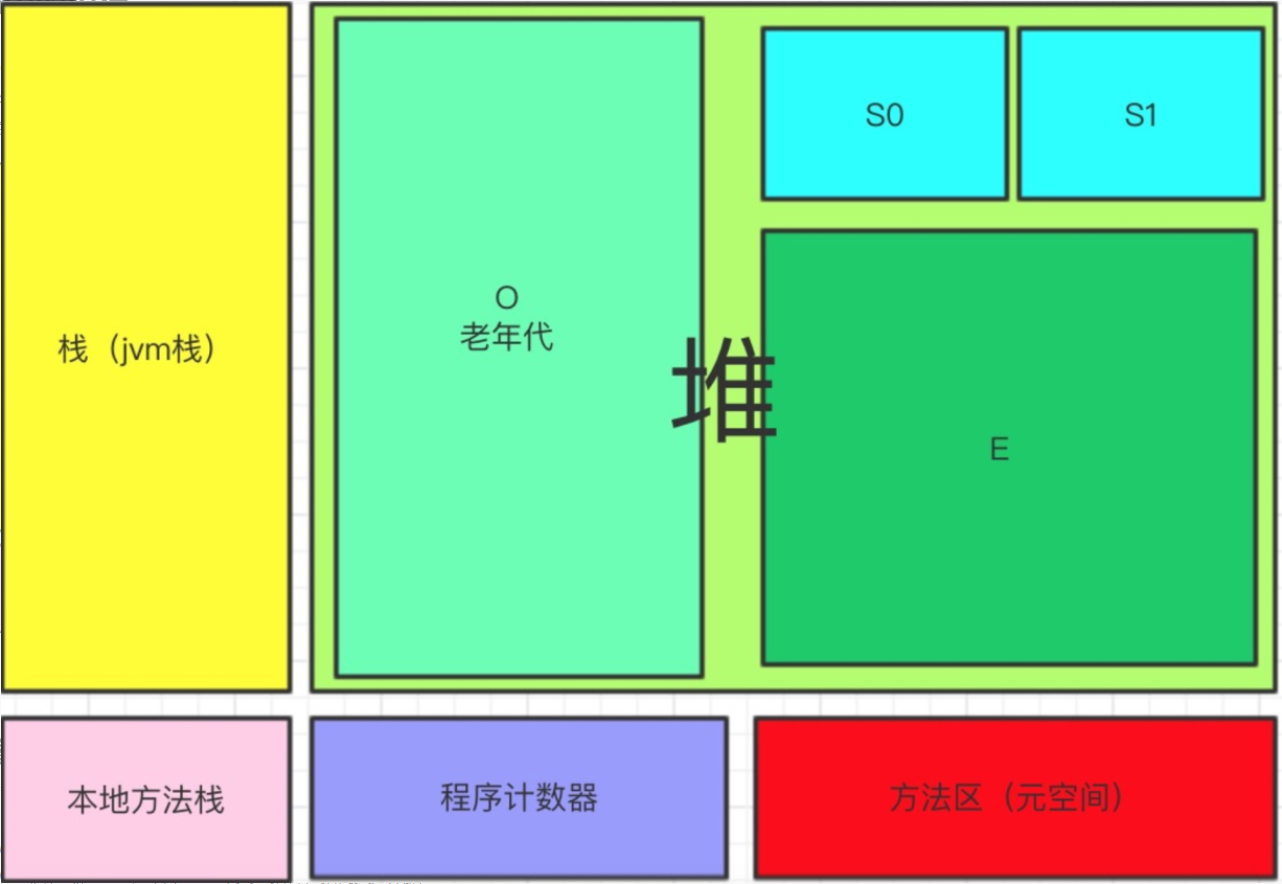 S0
S1
O
老年代
栈（jvm栈）
堆
E
本地方法栈
程序计数器
方法区（元空间）